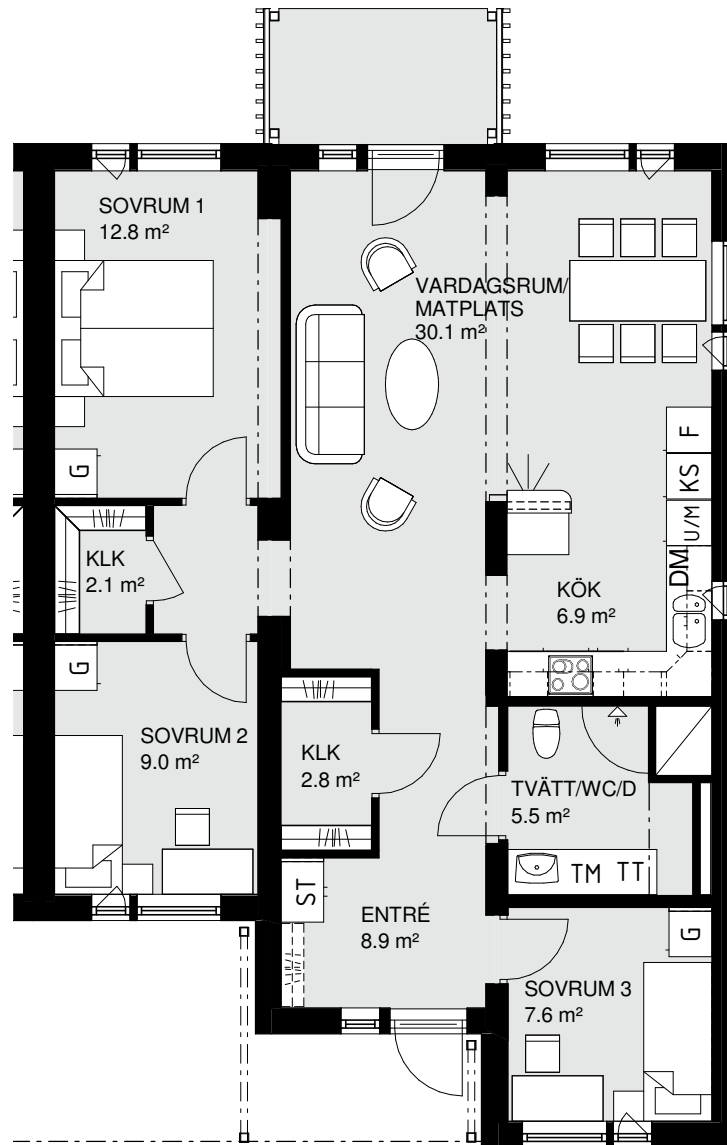 SOVRUM 1
12.8 m²
VARDAGSRUM/
MATPLATS
30.1 m²
F
KS
U/M
DM
G
KLK
2.1 m²
KÖK
6.9 m²
G
SOVRUM 2
9.0 m²
KLK
2.8 m²
TVÄTT/WC/D
5.5 m²
TM TT
ST
ENTRÉ
8.9 m²
G
SOVRUM 3
7.6 m²